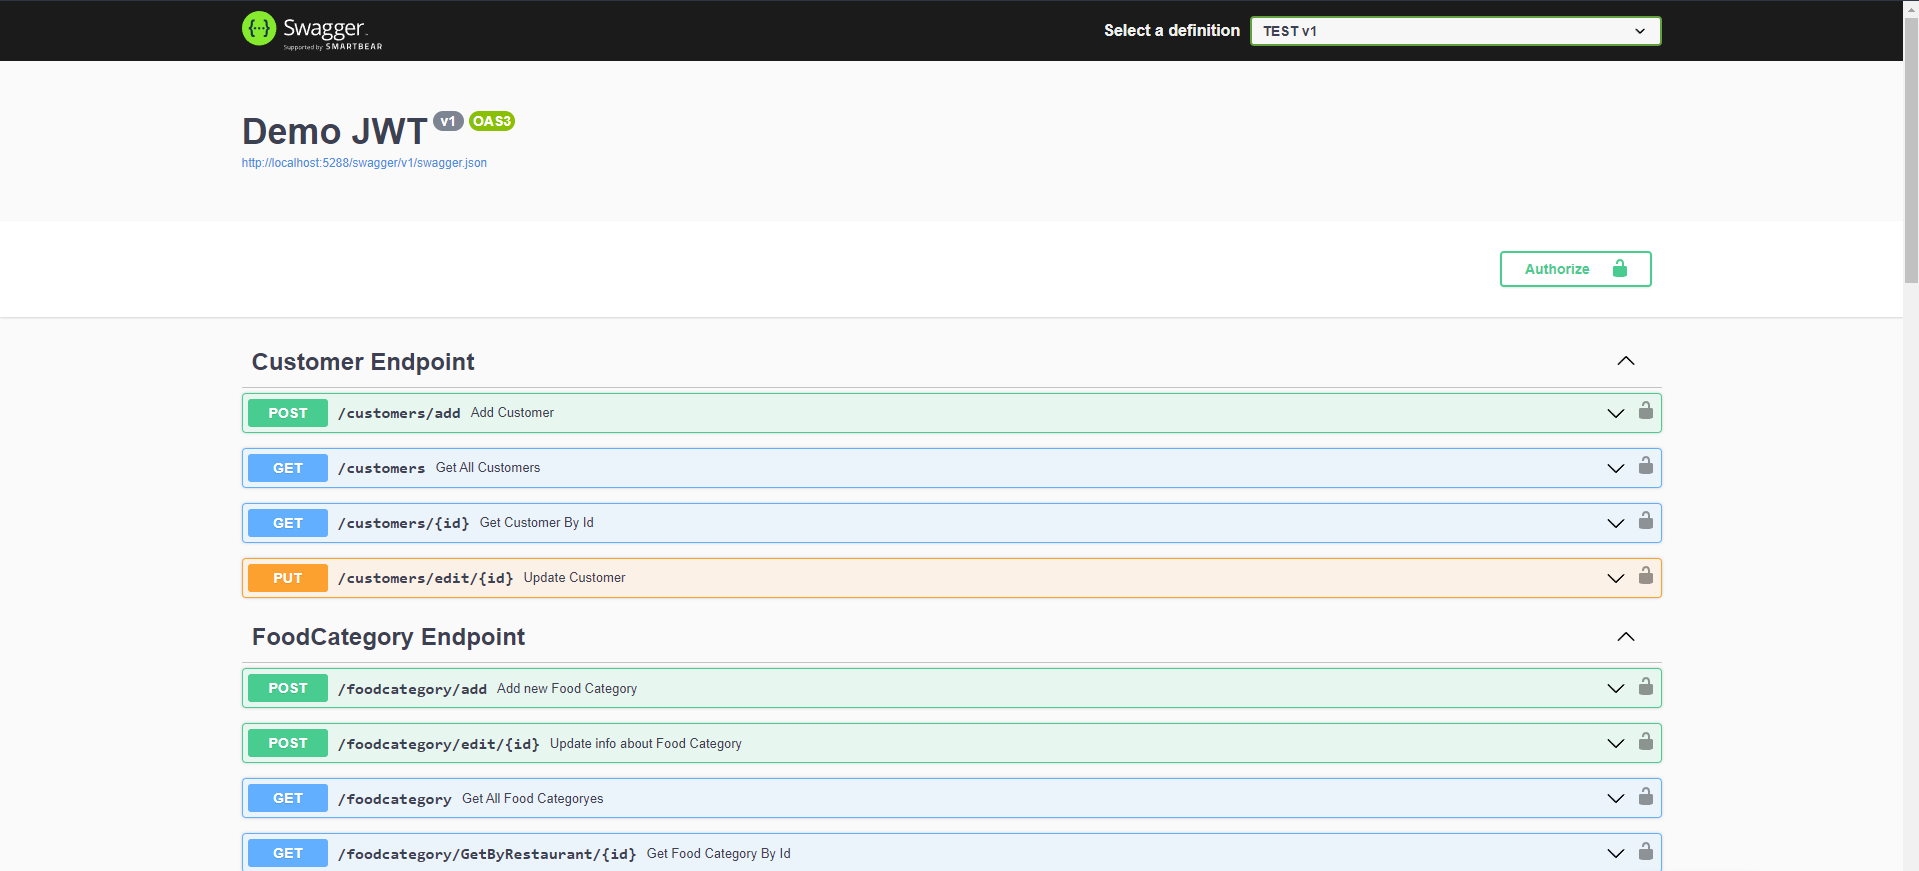 {···} Swagger.
Supported by SMARTBEAR
Select a definition
TEST v1
Demo JWT v1 OAS3
http://localhost:5288/swagger/v1/swagger.json
Authorize
Customer Endpoint
POST /customers/add Add Customer
GET /customers Get All Customers
GET /customers/{id} Get Customer By Id
PUT /customers/edit/{id} Update Customer
FoodCategory Endpoint
POST /foodcategory/add Add new Food Category
POST /foodcategory/edit/{id} Update info about Food Category
GET /foodcategory Get All Food Categoryes
GET /foodcategory/GetByRestaurant/{id} Get Food Category By Id